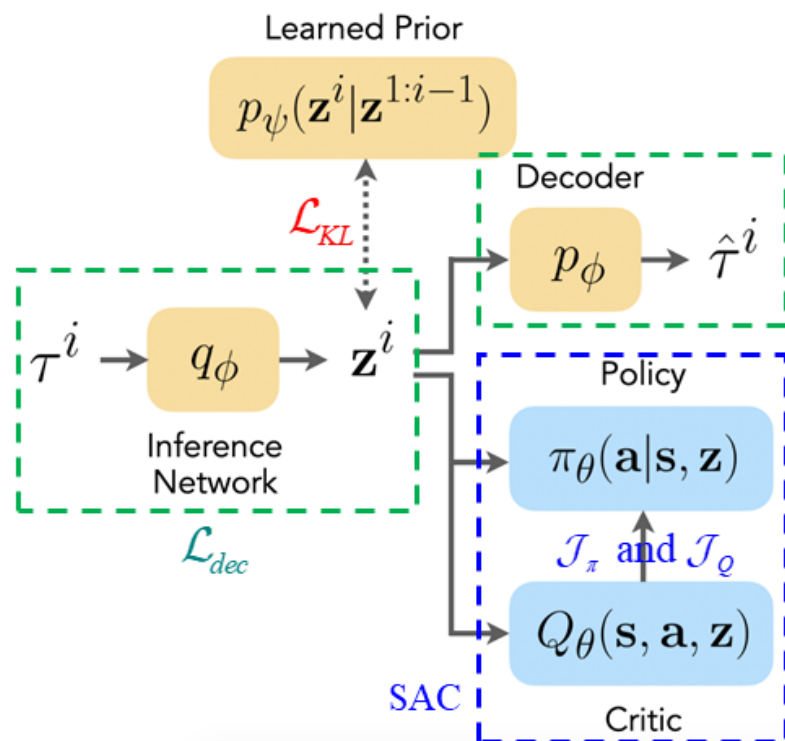 Learned Prior
p_ψ(z^i|z^{1:i-1})
ℒ_KL
Decoder
p_ϕ
τ̂^i
τ^i
q_ϕ
z^i
Inference
Network
ℒ_dec
Policy
π_θ(a|s, z)
𝒥_π and 𝒥_Q
Q_θ(s, a, z)
SAC
Critic